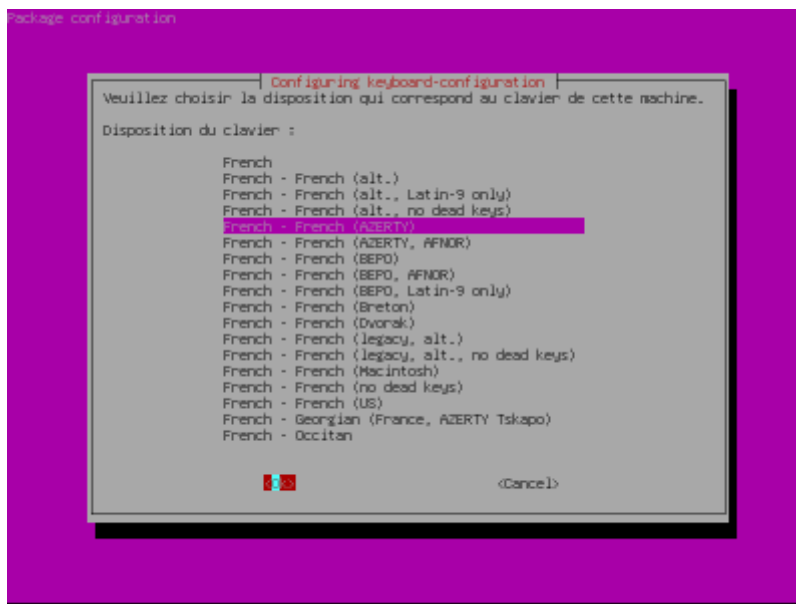 Package configuration
Configuring keyboard-configuration
Veuillez choisir la disposition qui correspond au clavier de cette machine.
Disposition du clavier :
French
French - French (alt.)
French - French (alt., Latin-9 only)
French - French (alt., no dead keys)
French - French (AZERTY)
French - French (AZERTY, AFNOR)
French - French (BEPO)
French - French (BEPO, AFNOR)
French - French (BEPO, Latin-9 only)
French - French (Breton)
French - French (Dvorak)
French - French (legacy, alt.)
French - French (legacy, alt., no dead keys)
French - French (Macintosh)
French - French (no dead keys)
French - French (US)
French - Georgian (France, AZERTY Tskapo)
French - Occitan
<Ok> <Cancel>